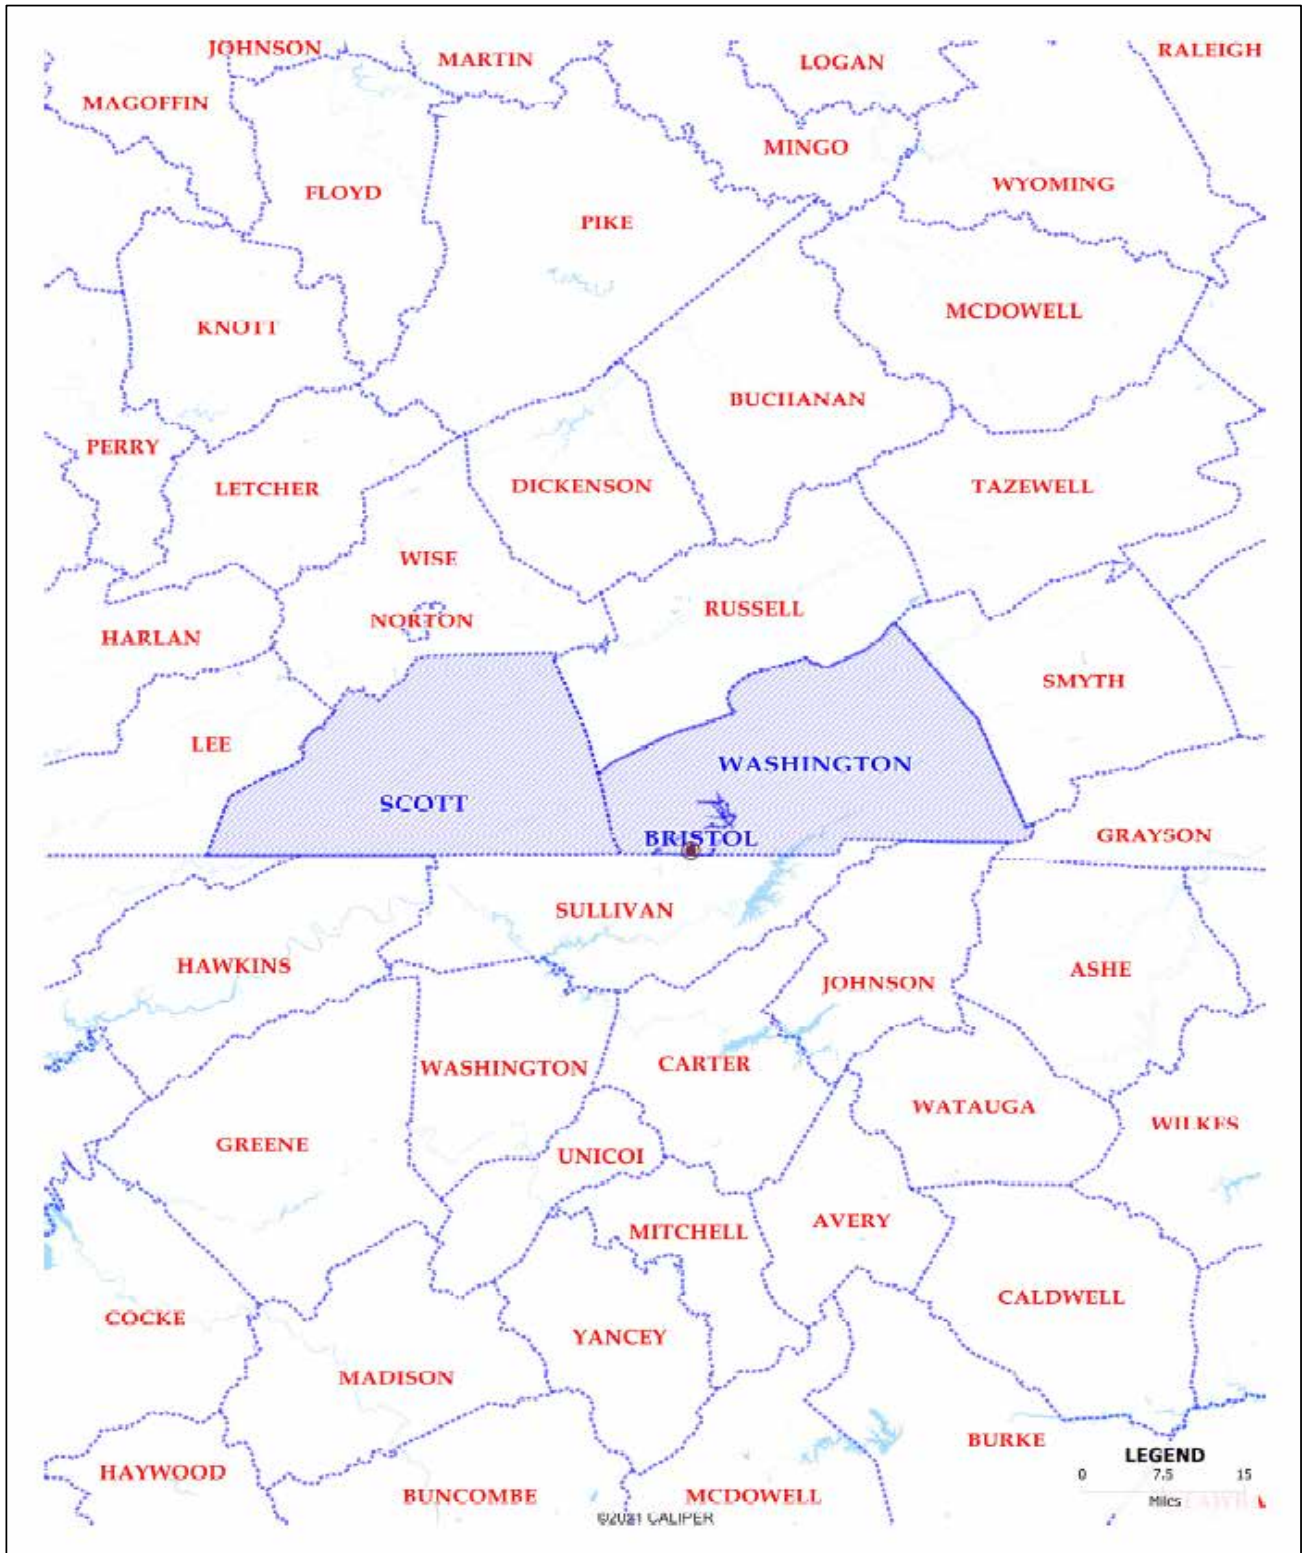 JOHNSON
MARTIN
LOGAN
RALEIGH
MAGOFFIN
MINGO
FLOYD
WYOMING
PIKE
MCDOWELL
KNOTT
BUCHANAN
PERRY
LETCHER
DICKENSON
TAZEWELL
WISE
RUSSELL
NORTON
HARLAN
SMYTH
LEE
WASHINGTON
SCOTT
BRISTOL
GRAYSON
SULLIVAN
HAWKINS
ASHE
JOHNSON
WASHINGTON
CARTER
WATAUGA
WILKES
GREENE
UNICOI
AVERY
MITCHELL
CALDWELL
COCKE
YANCEY
MADISON
BURKE
LEGEND
0 7.5 15
Miles
HAYWOOD
BUNCOMBE
MCDOWELL
©2021 CALIPER